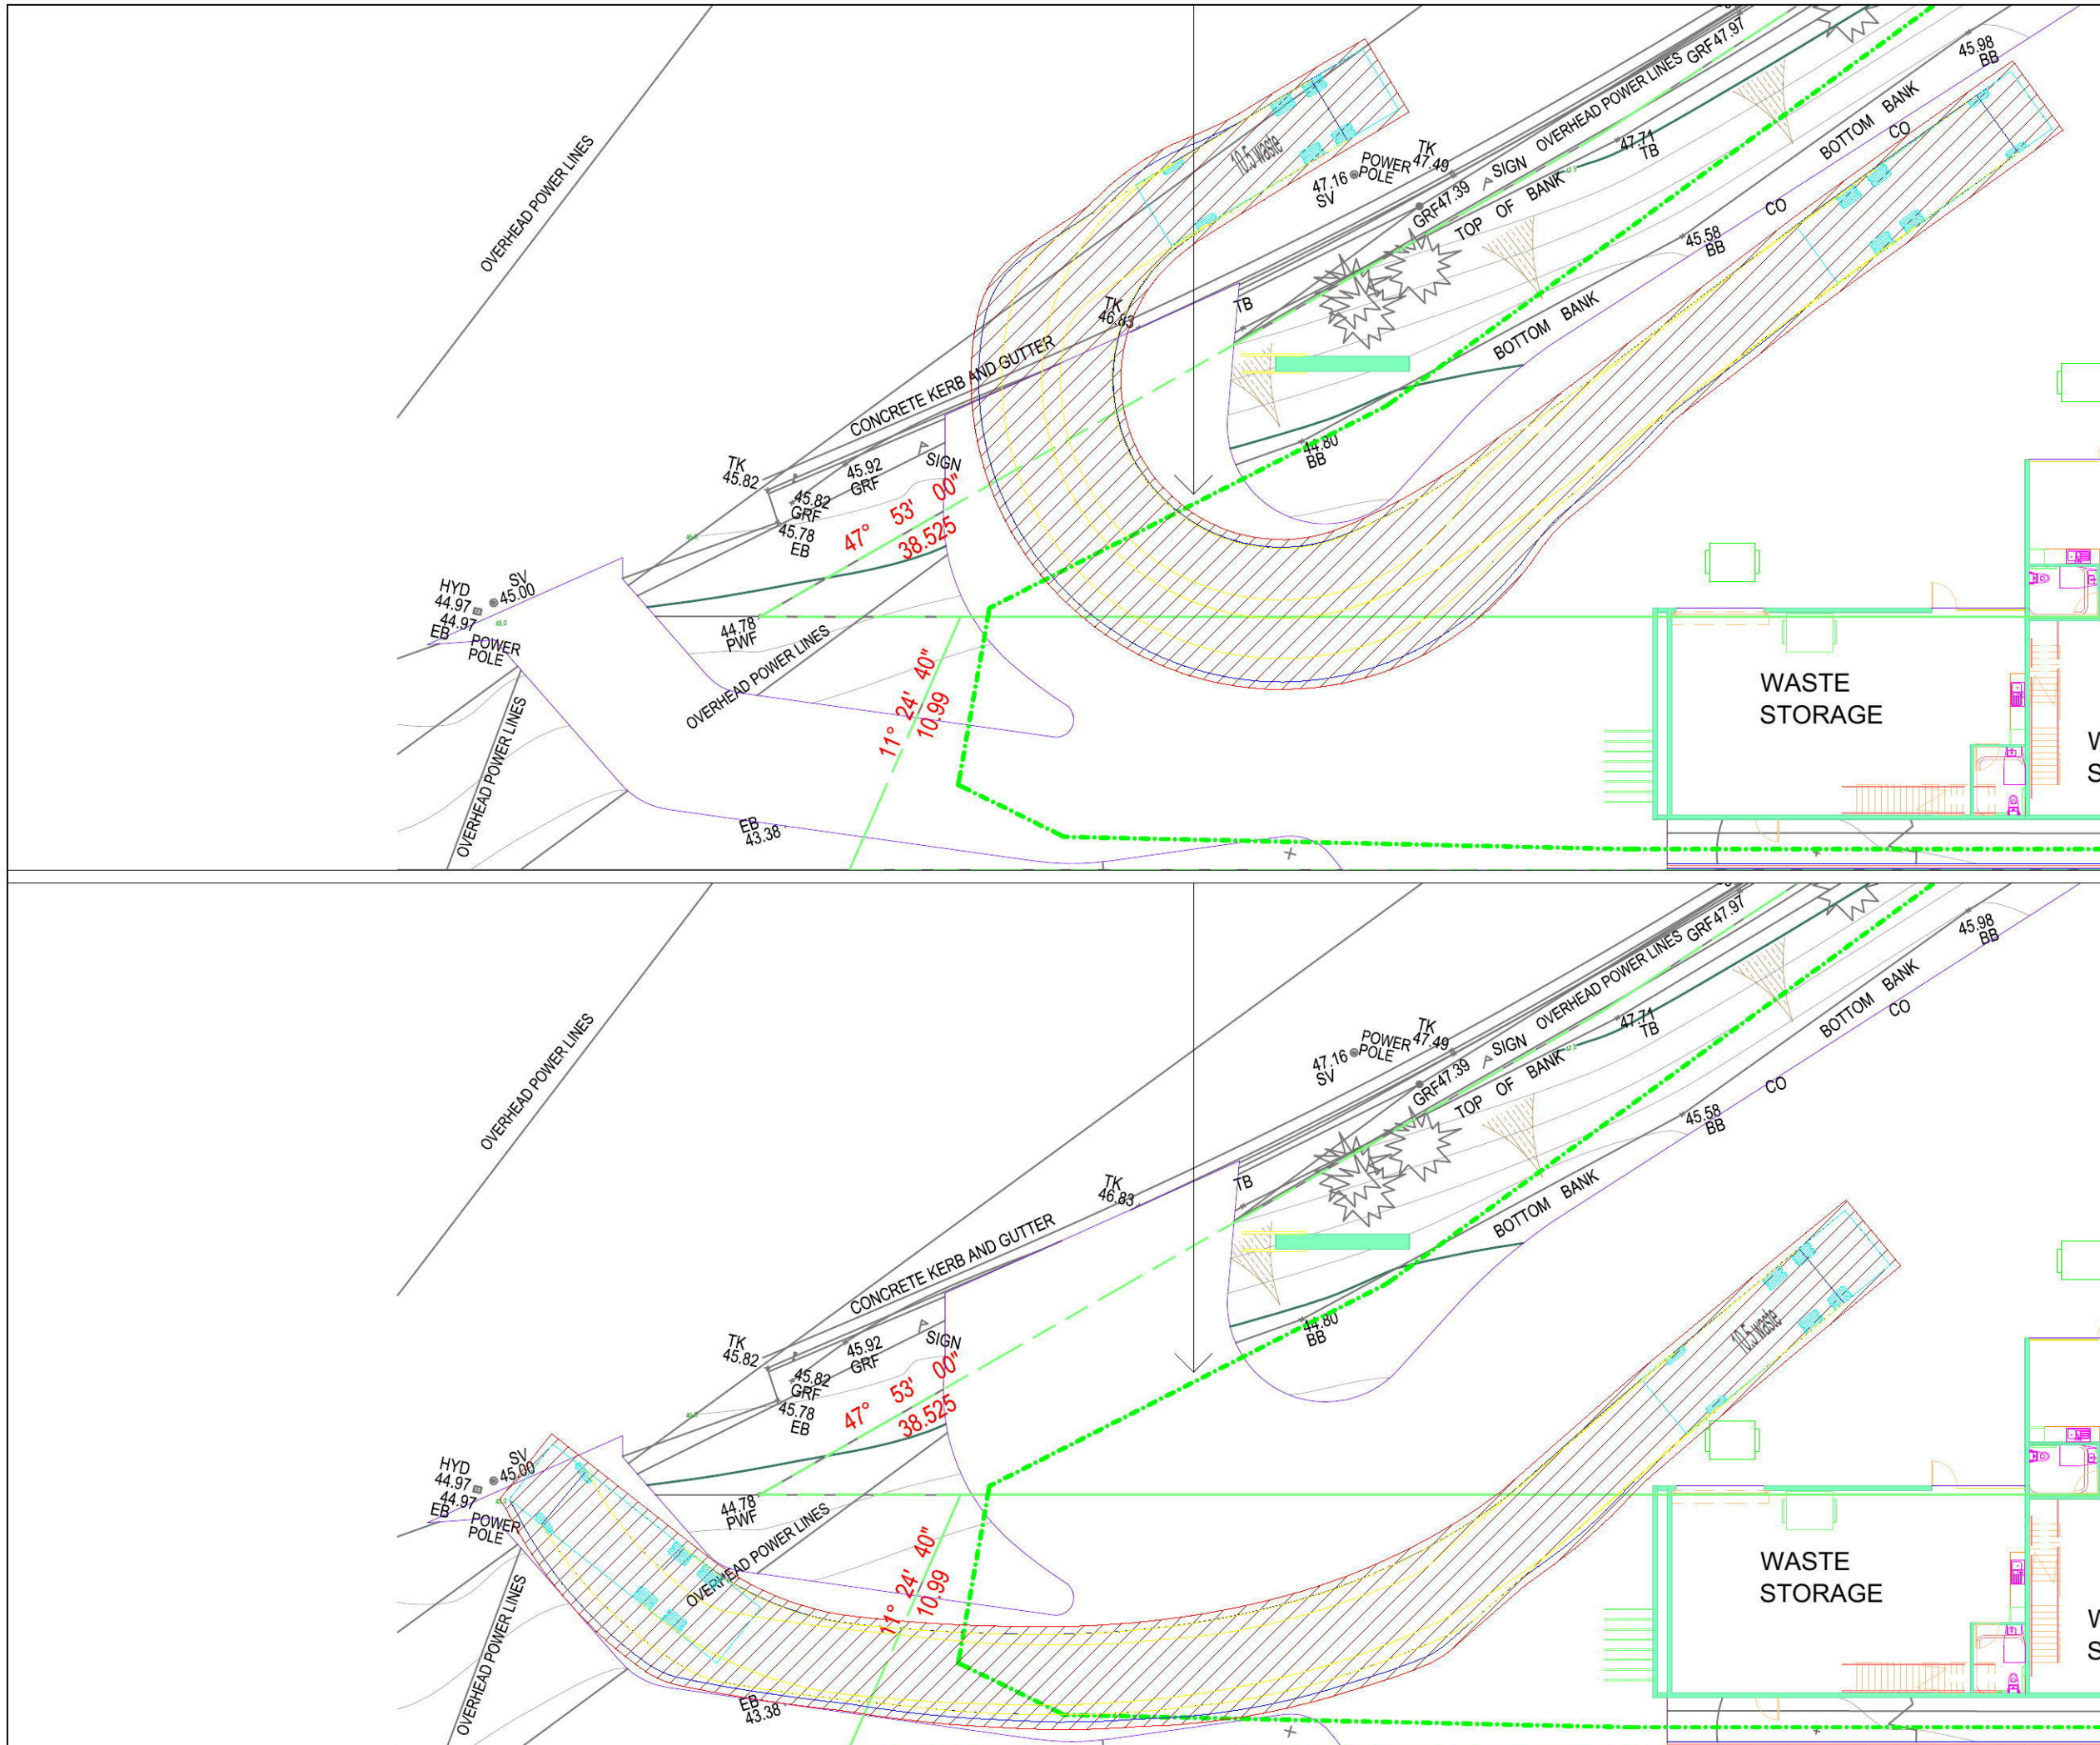 OVERHEAD POWER LINES
GRF 47.97
45.98
BB
OVERHEAD POWER LINES
BOTTOM BANK
CO
10.5 waste
47.71
TB
TK
47.49
POWER
POLE
47.16
SV
SIGN
GRF 47.39
TOP OF BANK
CO
45.58
BB
TK
46.83
TB
BOTTOM BANK
CONCRETE KERB AND GUTTER
44.80
BB
TK
45.82
45.92
GRF
SIGN
45.82
GRF
45.78
EB
47° 53' 00"
38.525
HYD
44.97
SV
45.00
44.97
EB
POWER
POLE
45.0
44.78
PWF
OVERHEAD POWER LINES
11° 24' 40"
10.99
WASTE
STORAGE
W
S
OVERHEAD POWER LINES
EB
43.38
GRF 47.97
45.98
BB
OVERHEAD POWER LINES
OVERHEAD POWER LINES
BOTTOM BANK
CO
47.71
TB
TK
47.49
POWER
POLE
47.16
SV
SIGN
GRF 47.39
TOP OF BANK
CO
45.58
BB
TK
46.83
TB
BOTTOM BANK
CONCRETE KERB AND GUTTER
44.80
BB
10.5 waste
TK
45.82
45.92
GRF
SIGN
45.82
GRF
45.78
EB
47° 53' 00"
38.525
HYD
44.97
SV
45.00
44.97
EB
POWER
POLE
44.78
PWF
OVERHEAD POWER LINES
11° 24' 40"
10.99
WASTE
STORAGE
W
S
OVERHEAD POWER LINES
EB
43.38